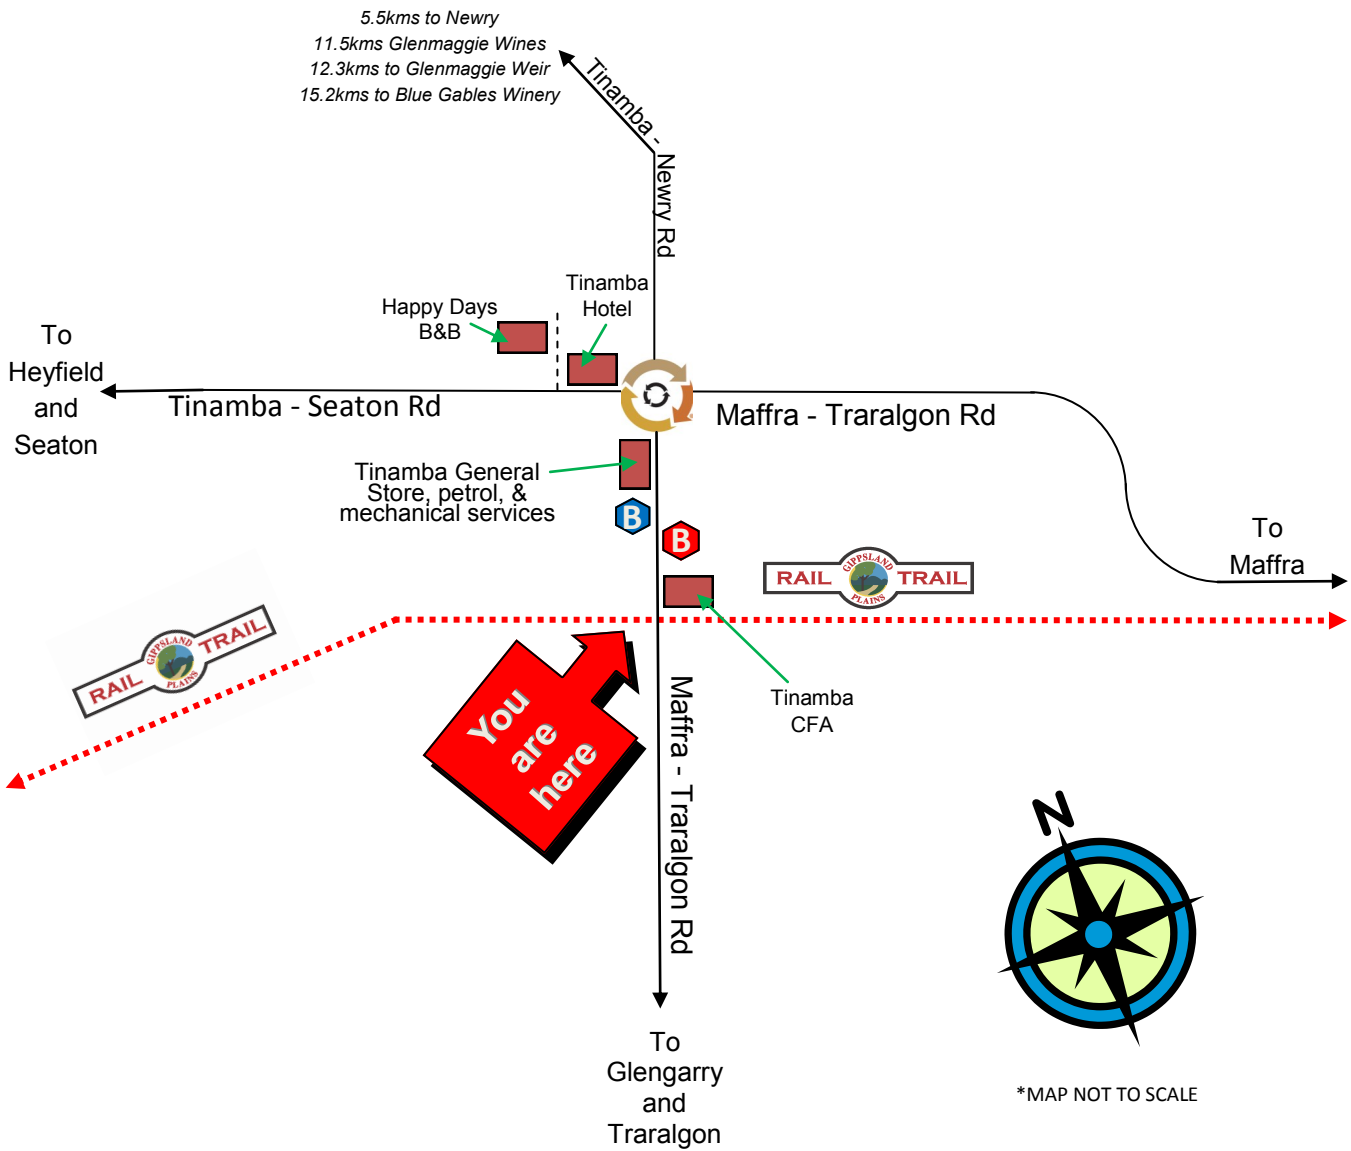 5.5kms to Newry
11.5kms Glenmaggie Wines
12.3kms to Glenmaggie Weir
15.2kms to Blue Gables Winery
Tinamba -
Newry Rd
Tinamba
Hotel
Happy Days
B&B
To
Heyfield
and
Seaton
Tinamba - Seaton Rd
Maffra - Traralgon Rd
Tinamba General
Store, petrol, &
mechanical services
B
B
To
Maffra
RAIL GIPPSLAND PLAINS TRAIL
RAIL GIPPSLAND PLAINS TRAIL
You
are
here
Maffra - Traralgon Rd
Tinamba
CFA
N
To
Glengarry
and
Traralgon
*MAP NOT TO SCALE